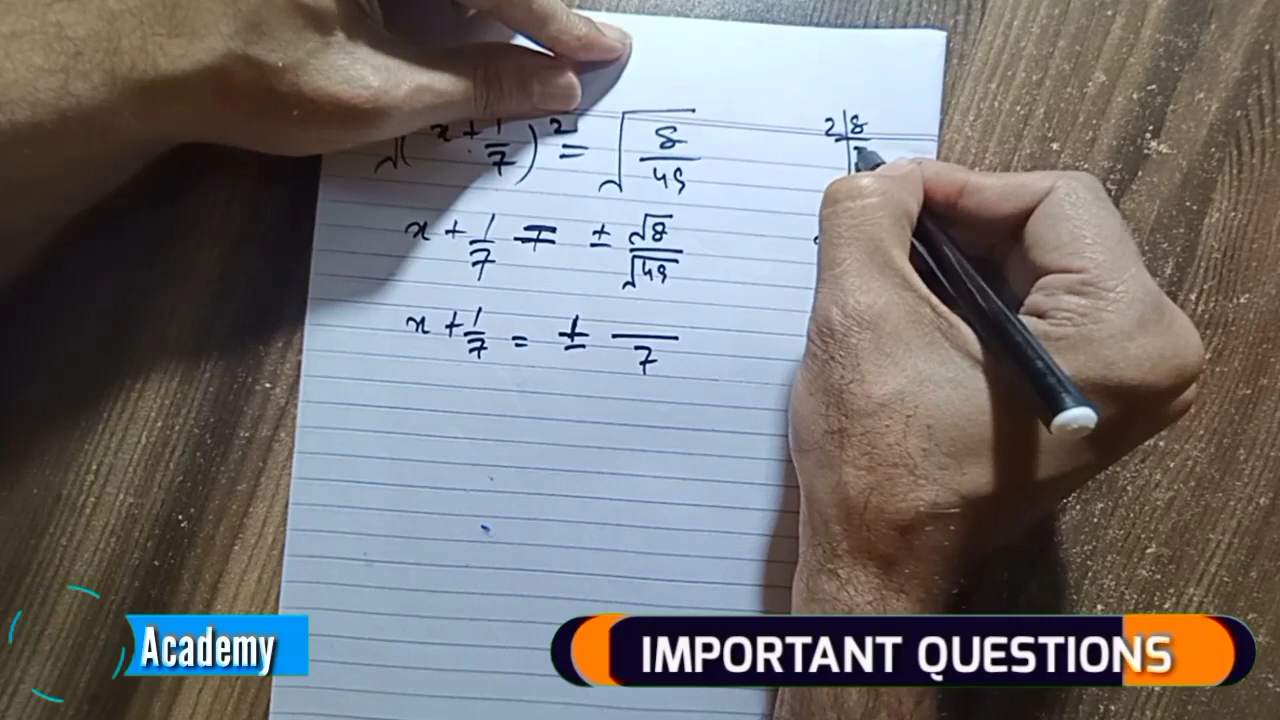 √(x + 1/7)² = √(8/49)
2|8
x + 1/7 = ± √8/√49
x + 1/7 = ± /7
Academy
IMPORTANT QUESTIONS